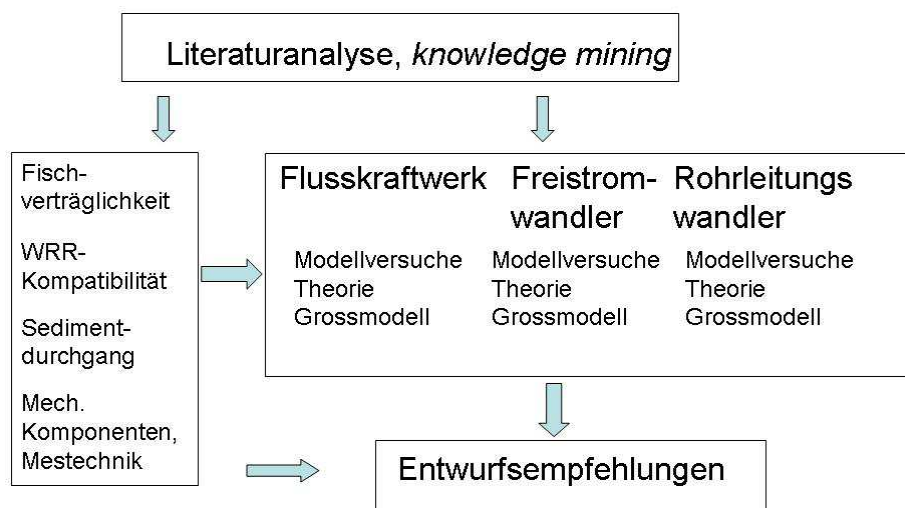 Literaturanalyse, knowledge mining
Fisch-
verträglichkeit
WRR-
Kompatibilität
Sediment-
durchgang
Mech.
Komponenten,
Mestechnik
Flusskraftwerk Freistrom- Rohrleitungs
wandler wandler
Modellversuche Modellversuche Modellversuche
Theorie Theorie Theorie
Grossmodell Grossmodell Grossmodell
Entwurfsempfehlungen